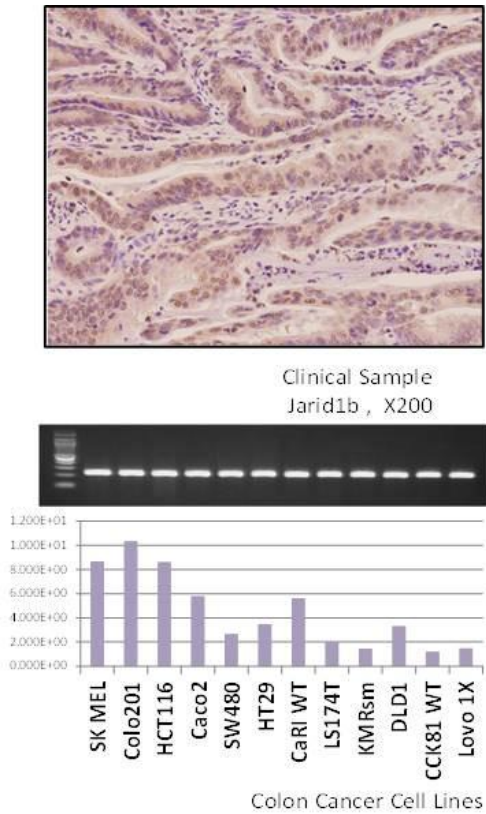 Clinical Sample
Jarid1b , X200
1.200E+01
1.000E+01
8.000E+00
6.000E+00
4.000E+00
2.000E+00
0.000E+00
SK MEL
Colo201
HCT116
Caco2
SW480
HT29
CaRI WT
LS174T
KMRsm
DLD1
CCK81 WT
Lovo 1X
Colon Cancer Cell Lines